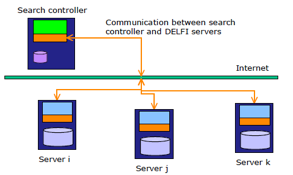 Search controller
Communication between search
controller and DELFI servers
Internet
Server i
Server j
Server k